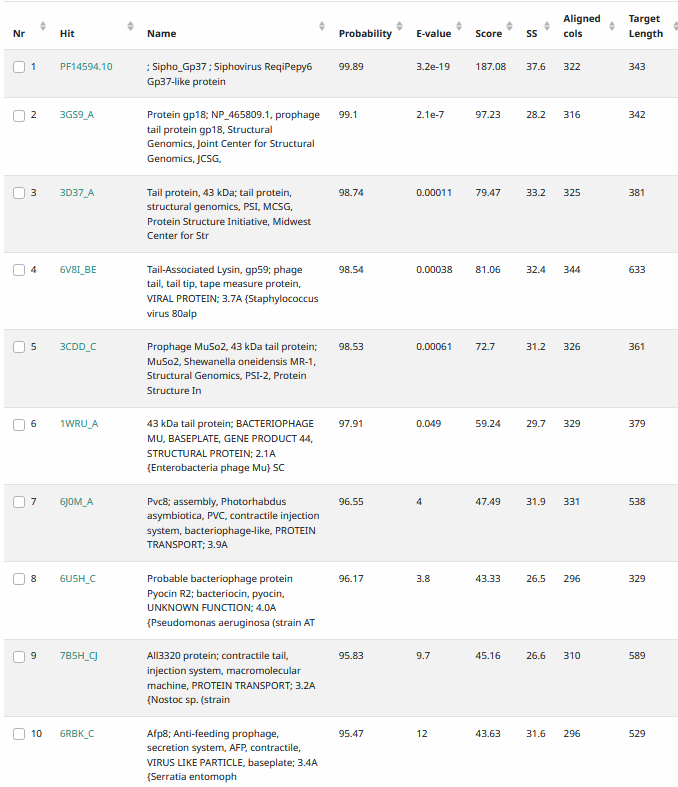 Nr Hit Name Probability E-value Score SS Aligned cols Target Length
1 PF14594.10 ; Sipho_Gp37 ; Siphovirus ReqiPepy6 99.89 3.2e-19 187.08 37.6 322 343
Gp37-like protein
2 3GS9_A Protein gp18; NP_465809.1, prophage 99.1 2.1e-7 97.23 28.2 316 342
tail protein gp18, Structural
Genomics, Joint Center for Structural
Genomics, JCSG,
3 3D37_A Tail protein, 43 kDa; tail protein, 98.74 0.00011 79.47 33.2 325 381
structural genomics, PSI, MCSG,
Protein Structure Initiative, Midwest
Center for Str
4 6V8I_BE Tail-Associated Lysin, gp59; phage 98.54 0.00038 81.06 32.4 344 633
tail, tail tip, tape measure protein,
VIRAL PROTEIN; 3.7A {Staphylococcus
virus 80alp
5 3CDD_C Prophage MuSo2, 43 kDa tail protein; 98.53 0.00061 72.7 31.2 326 361
MuSo2, Shewanella oneidensis MR-1,
Structural Genomics, PSI-2, Protein
Structure In
6 1WRU_A 43 kDa tail protein; BACTERIOPHAGE 97.91 0.049 59.24 29.7 329 379
MU, BASEPLATE, GENE PRODUCT 44,
STRUCTURAL PROTEIN; 2.1A
{Enterobacteria phage Mu} SC
7 6J0M_A Pvc8; assembly, Photorhabdus 96.55 4 47.49 31.9 331 538
asymbiotica, PVC, contractile injection
system, bacteriophage-like, PROTEIN
TRANSPORT; 3.9A
8 6U5H_C Probable bacteriophage protein 96.17 3.8 43.33 26.5 296 329
Pyocin R2; bacteriocin, pyocin,
UNKNOWN FUNCTION; 4.0A
{Pseudomonas aeruginosa (strain AT
9 7B5H_CJ All3320 protein; contractile tail, 95.83 9.7 45.16 26.6 310 589
injection system, macromolecular
machine, PROTEIN TRANSPORT; 3.2A
{Nostoc sp. (strain
10 6RBK_C Afp8; Anti-feeding prophage, 95.47 12 43.63 31.6 296 529
secretion system, AFP, contractile,
VIRUS LIKE PARTICLE, baseplate; 3.4A
{Serratia entomoph